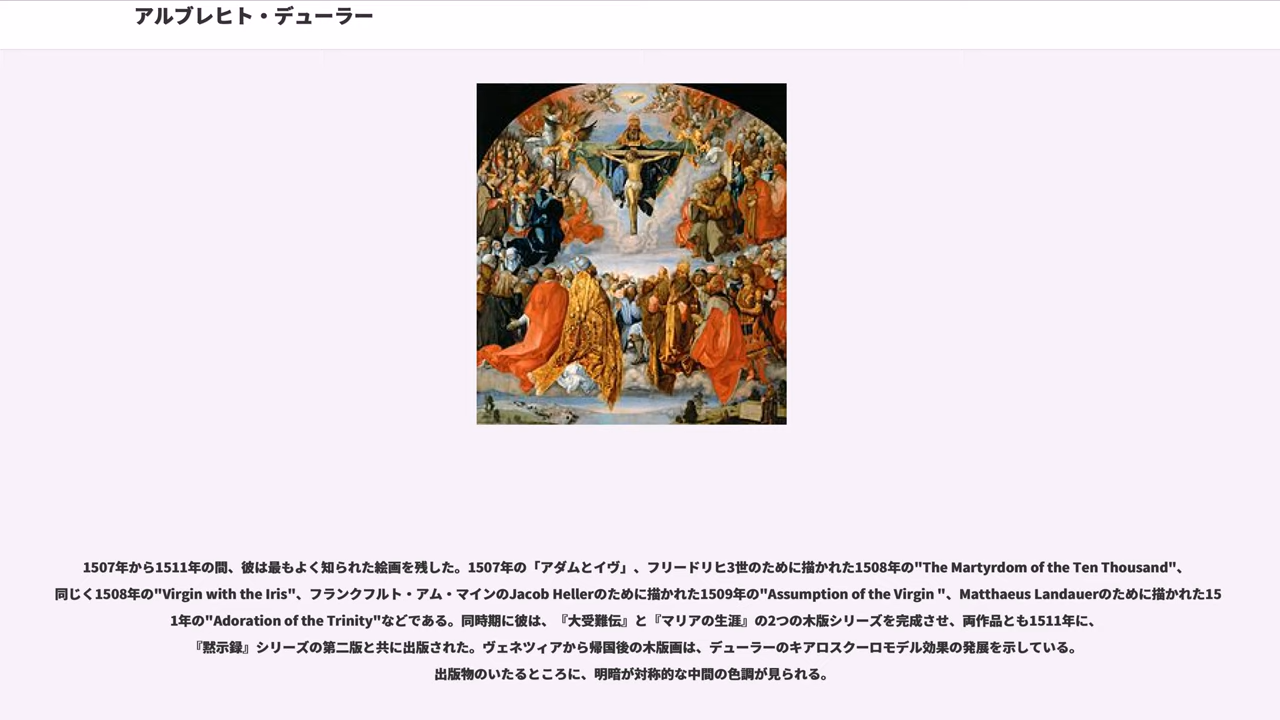 アルブレヒト・デューラー
1507年から1511年の間、彼は最もよく知られた絵画を残した。1507年の「アダムとイヴ」、フリードリヒ3世のために描かれた1508年の"The Martyrdom of the Ten Thousand"、
同じく1508年の"Virgin with the Iris"、フランクフルト・アム・マインのJacob Hellerのために描かれた1509年の"Assumption of the Virgin "、Matthaeus Landauerのために描かれた15
1年の"Adoration of the Trinity"などである。同時期に彼は、『大受難伝』と『マリアの生涯』の2つの木版シリーズを完成させ、両作品とも1511年に、
『黙示録』シリーズの第二版と共に出版された。ヴェネツィアから帰国後の木版画は、デューラーのキアロスクーロモデル効果の発展を示している。
出版物のいたるところに、明暗が対称的な中間の色調が見られる。